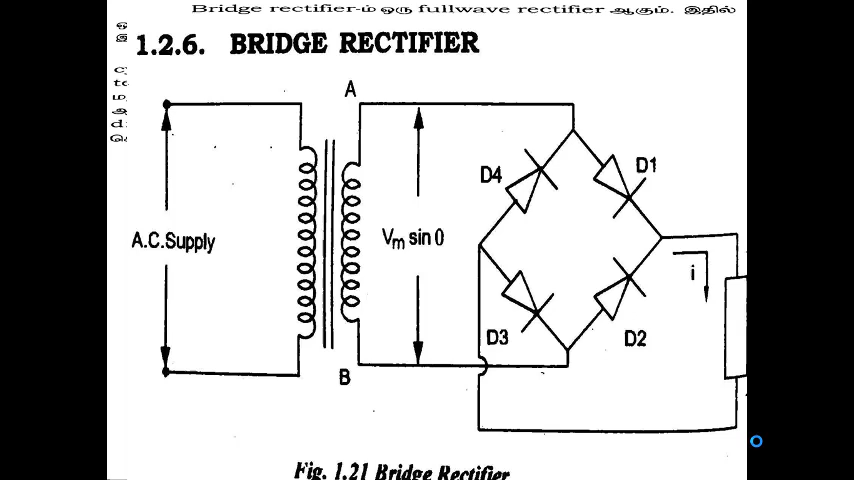 Bridge rectifier-ம் ஒரு fullwave rectifier ஆகும். இதில்
1.2.6. BRIDGE RECTIFIER
A
D4
D1
A.C.Supply
Vm sin θ
i
D3
D2
B
Fig. 1.21 Bridge Rectifier